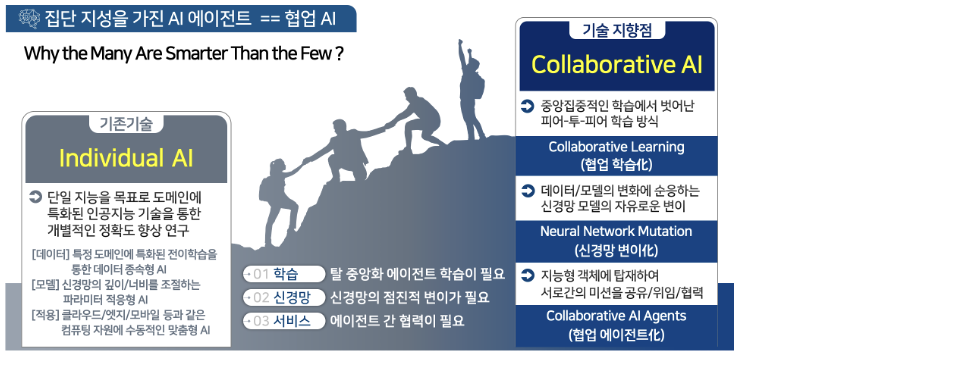 집단 지성을 가진 AI 에이전트 == 협업 AI
Why the Many Are Smarter Than the Few ?
기존기술
Individual AI
단일 지능을 목표로 도메인에
특화된 인공지능 기술을 통한
개별적인 정확도 향상 연구
[데이터] 특정 도메인에 특화된 전이학습을
통한 데이터 종속형 AI
[모델] 신경망의 깊이/너비를 조절하는
파라미터 적응형 AI
[적용] 클라우드/엣지/모바일 등과 같은
컴퓨팅 자원에 수동적인 맞춤형 AI
01 학습 탈 중앙화 에이전트 학습이 필요
02 신경망 신경망의 점진적 변이가 필요
03 서비스 에이전트 간 협력이 필요
기술 지향점
Collaborative AI
중앙집중적인 학습에서 벗어난
피어-투-피어 학습 방식
Collaborative Learning
(협업 학습化)
데이터/모델의 변화에 순응하는
신경망 모델의 자유로운 변이
Neural Network Mutation
(신경망 변이化)
지능형 객체에 탑재하여
서로간의 미션을 공유/위임/협력
Collaborative AI Agents
(협업 에이전트化)